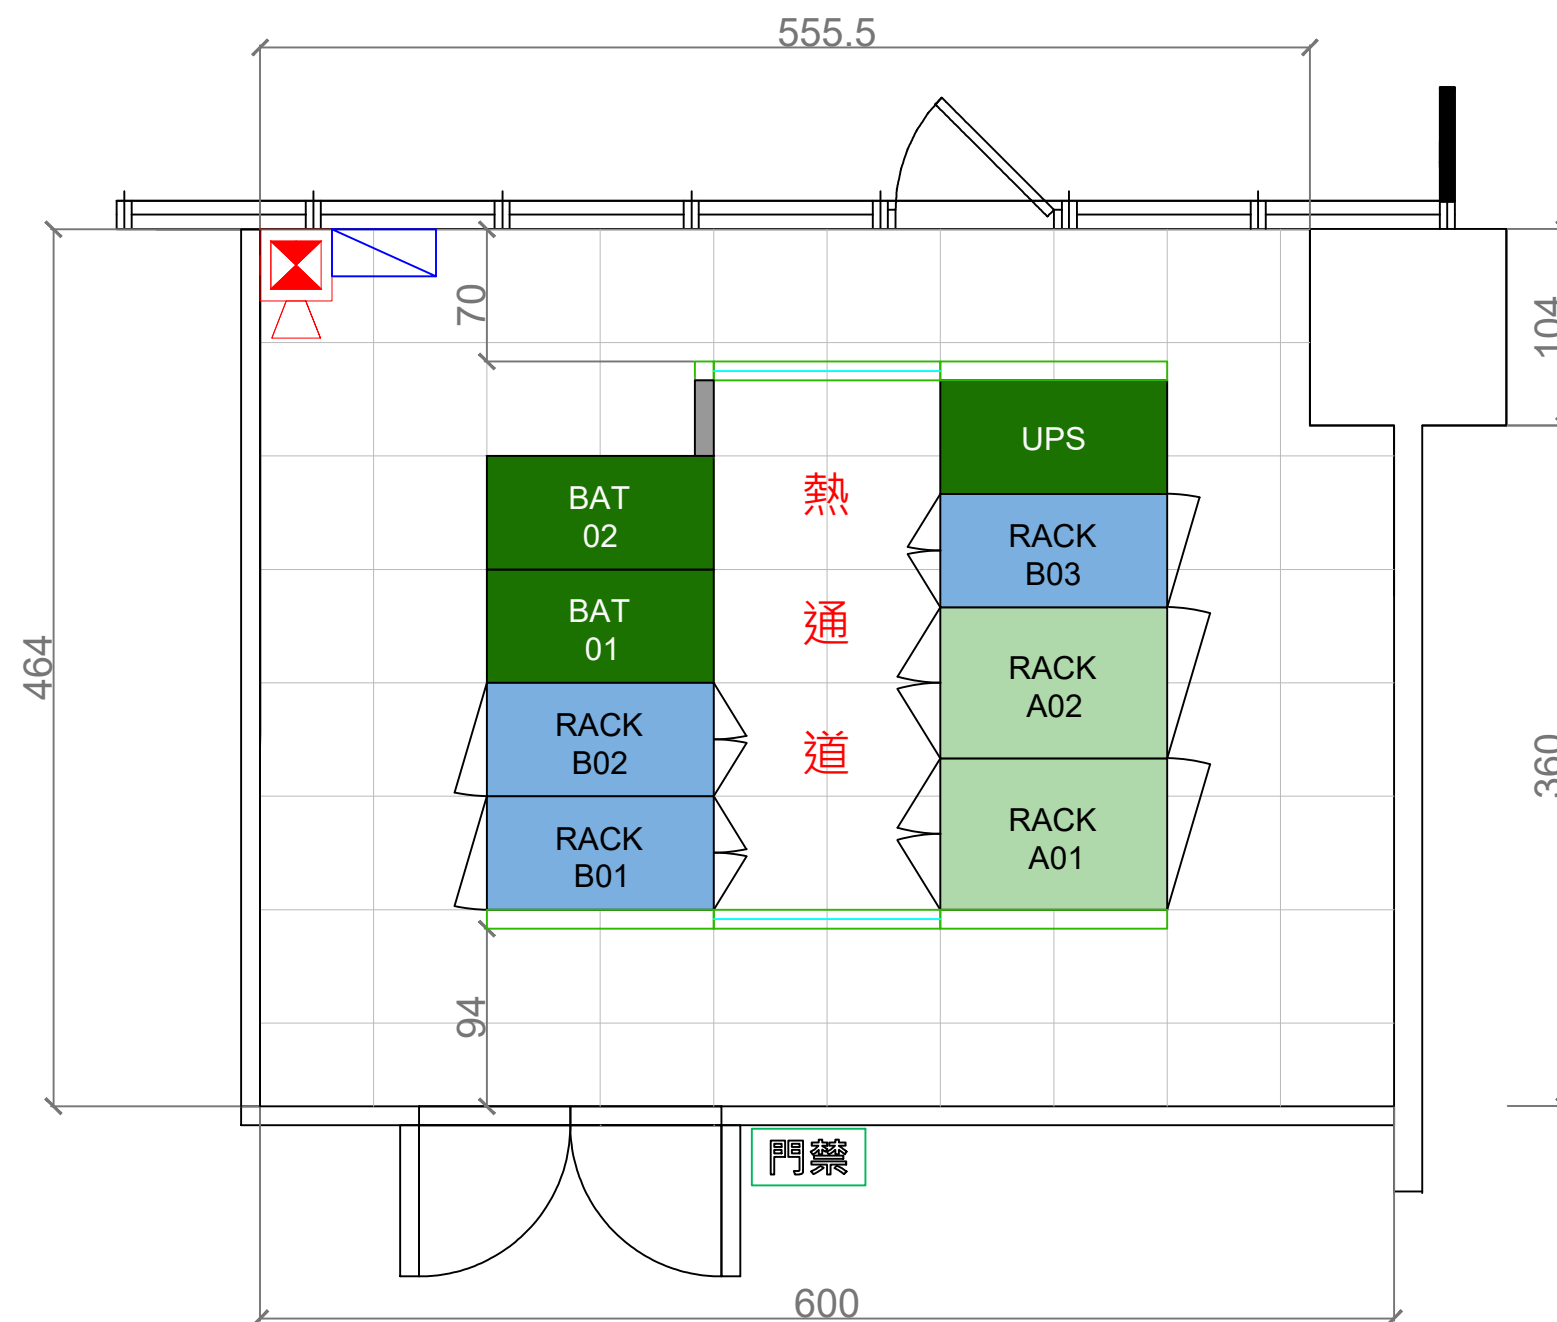 555.5
70
104
UPS
熱
BAT
02
RACK
B03
BAT
01
通
464
RACK
A02
RACK
B02
道
360
RACK
B01
RACK
A01
94
門禁
600